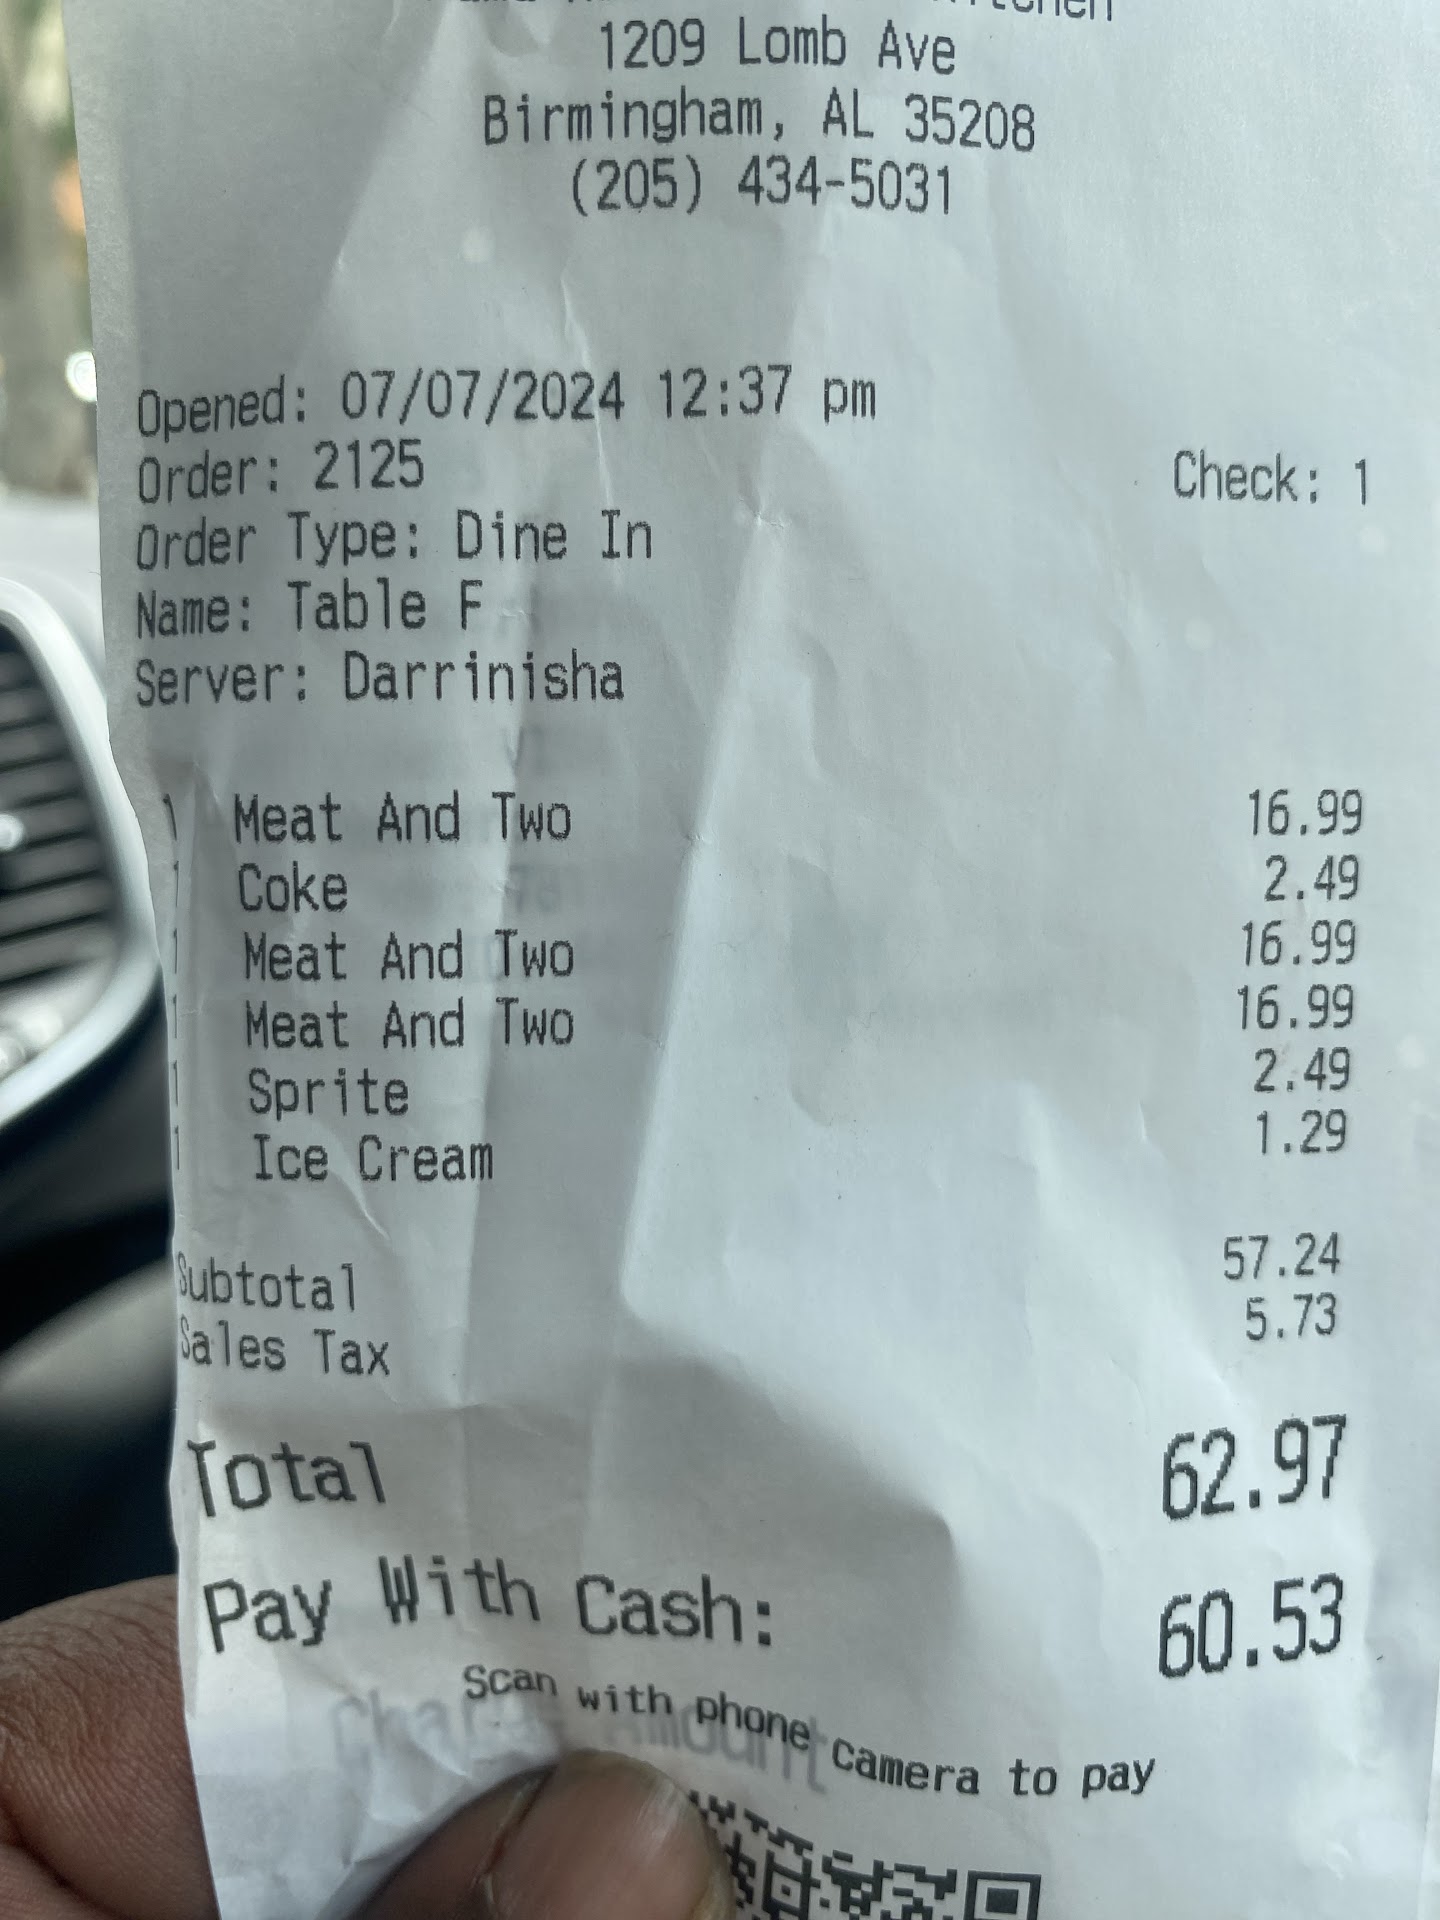 1209 Lomb Ave
Birmingham, AL 35208
(205) 434-5031
Opened: 07/07/2024 12:37 pm
Order: 2125 Check: 1
Order Type: Dine In
Name: Table F
Server: Darrinisha
1 Meat And Two 16.99
1 Coke 2.49
1 Meat And Two 16.99
1 Meat And Two 16.99
1 Sprite 2.49
1 Ice Cream 1.29
Subtotal 57.24
Sales Tax 5.73
Total 62.97
Pay With Cash: 60.53
Scan with phone camera to pay